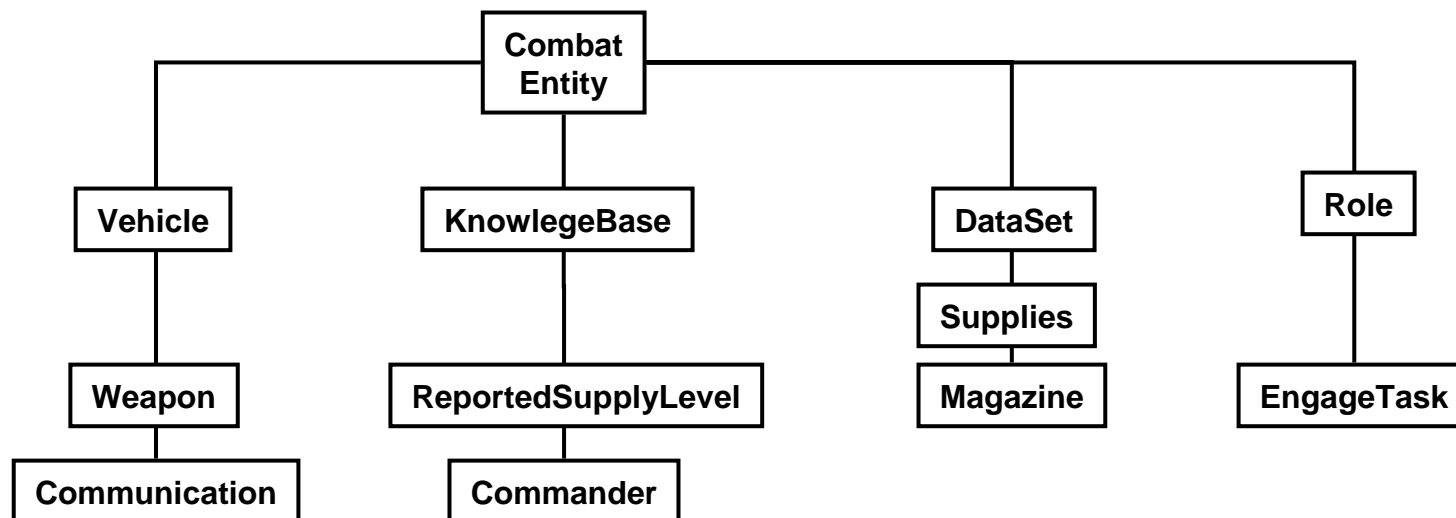 Combat
Entity
Vehicle
KnowlegeBase
DataSet
Role
Supplies
Weapon
ReportedSupplyLevel
Magazine
EngageTask
Communication
Commander